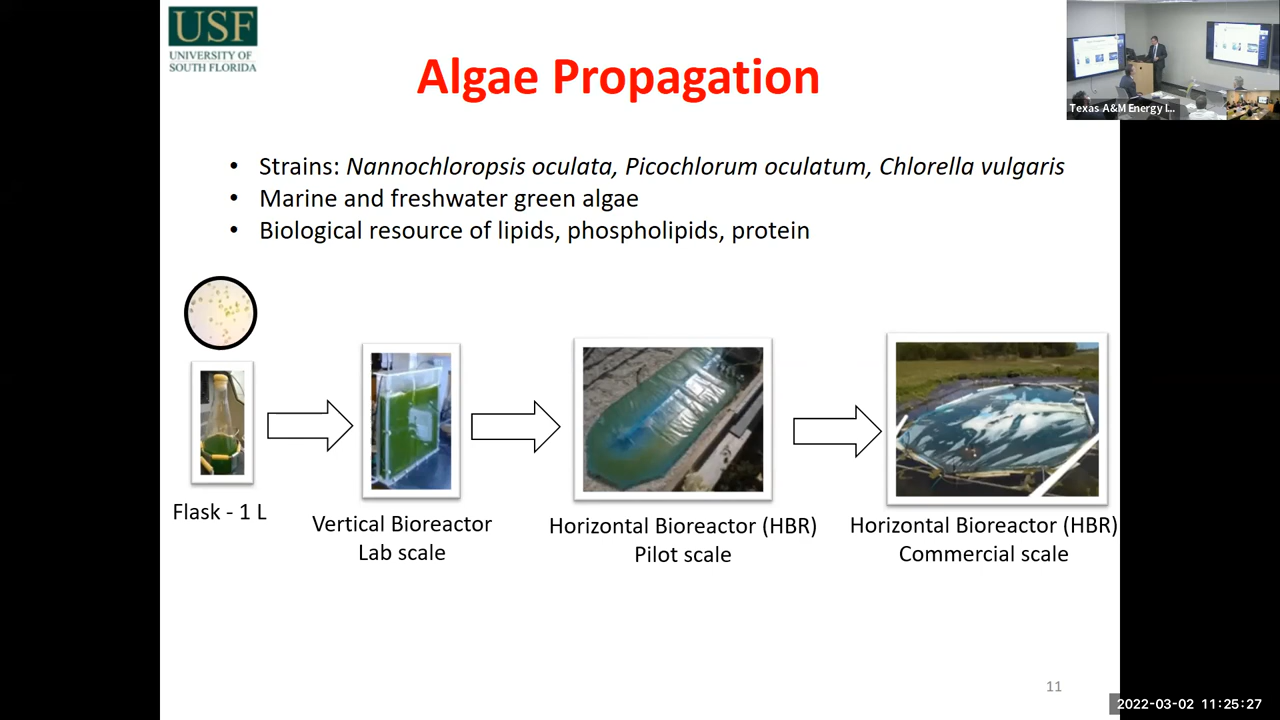 USF
UNIVERSITY OF
SOUTH FLORIDA
Algae Propagation
Texas A&M Energy I...
• Strains: Nannochloropsis oculata, Picochlorum oculatum, Chlorella vulgaris
• Marine and freshwater green algae
• Biological resource of lipids, phospholipids, protein
Flask - 1 L
Vertical Bioreactor
Lab scale
Horizontal Bioreactor (HBR)
Pilot scale
Horizontal Bioreactor (HBR)
Commercial scale
11
2022-03-02 11:25:27